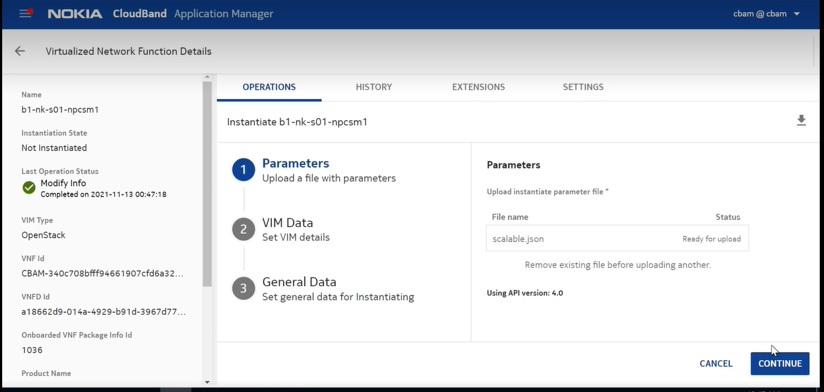 NOKIA CloudBand Application Manager
cbam @ cbam
Virtualized Network Function Details
Name
b1-nk-s01-npcsm1
Instantiation State
Not Instantiated
Last Operation Status
Modify Info
Completed on 2021-11-13 00:47:18
VIM Type
OpenStack
VNF Id
CBAM-340c708bfff94661907cfd6a32...
VNFD Id
a18662d9-014a-4929-b91d-3967d77...
Onboarded VNF Package Info Id
1036
Product Name
OPERATIONS
HISTORY
EXTENSIONS
SETTINGS
Instantiate b1-nk-s01-npcsm1
1 Parameters
Upload a file with parameters
2 VIM Data
Set VIM details
3 General Data
Set general data for Instantiating
Parameters
Upload instantiate parameter file *
File name Status
scalable.json Ready for upload
Remove existing file before uploading another.
Using API version: 4.0
CANCEL
CONTINUE